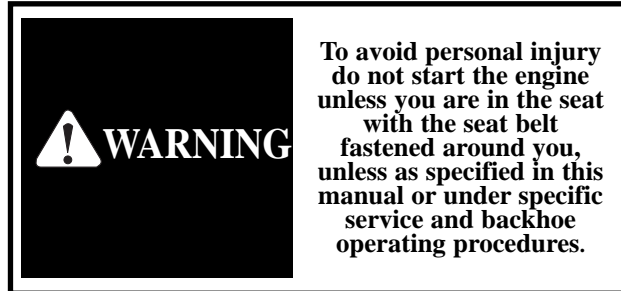 WARNING
To avoid personal injury
do not start the engine
unless you are in the seat
with the seat belt
fastened around you,
unless as specified in this
manual or under specific
service and backhoe
operating procedures.